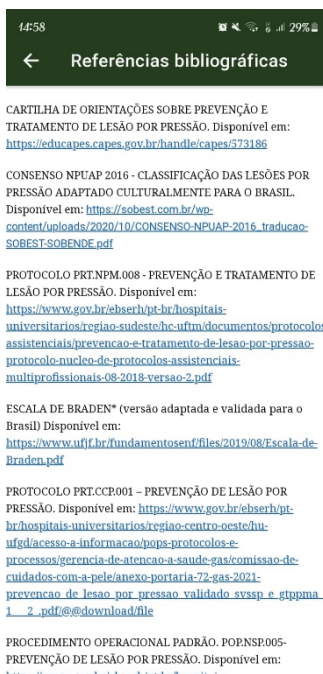 14:58
29%
Referências bibliográficas
CARTILHA DE ORIENTAÇÕES SOBRE PREVENÇÃO E
TRATAMENTO DE LESÃO POR PRESSÃO. Disponível em:
https://educapes.capes.gov.br/handle/capes/573186
CONSENSO NPUAP 2016 - CLASSIFICAÇÃO DAS LESÕES POR
PRESSÃO ADAPTADO CULTURALMENTE PARA O BRASIL.
Disponível em: https://sobest.com.br/wp-
content/uploads/2020/10/CONSENSO-NPUAP-2016_traducao-
SOBEST-SOBENDE.pdf
PROTOCOLO PRT.NPM.008 - PREVENÇÃO E TRATAMENTO DE
LESÃO POR PRESSÃO. Disponível em:
https://www.gov.br/ebserh/pt-br/hospitais-
universitarios/regiao-sudeste/hc-uftm/documentos/protocolos-
assistenciais/prevencao-e-tratamento-de-lesao-por-pressao-
protocolo-nucleo-de-protocolos-assistenciais-
multiprofissionais-08-2018-versao-2.pdf
ESCALA DE BRADEN* (versão adaptada e validada para o
Brasil) Disponível em:
https://www.ufjf.br/fundamentosenf/files/2019/08/Escala-de-
Braden.pdf
PROTOCOLO PRT.CCP.001 – PREVENÇÃO DE LESÃO POR
PRESSÃO. Disponível em: https://www.gov.br/ebserh/pt-
br/hospitais-universitarios/regiao-centro-oeste/hu-
ufgd/acesso-a-informacao/pops-protocolos-e-
processos/gerencia-de-atencao-a-saude-gas/comissao-de-
cuidados-com-a-pele/anexo-portaria-72-gas-2021-
prevencao_de_lesao_por_pressao_validado_svssp_e_gtppma_
1__2_.pdf/@@download/file
PROCEDIMENTO OPERACIONAL PADRÃO. POP.NSP.005-
PREVENÇÃO DE LESÃO POR PRESSÃO. Disponível em: